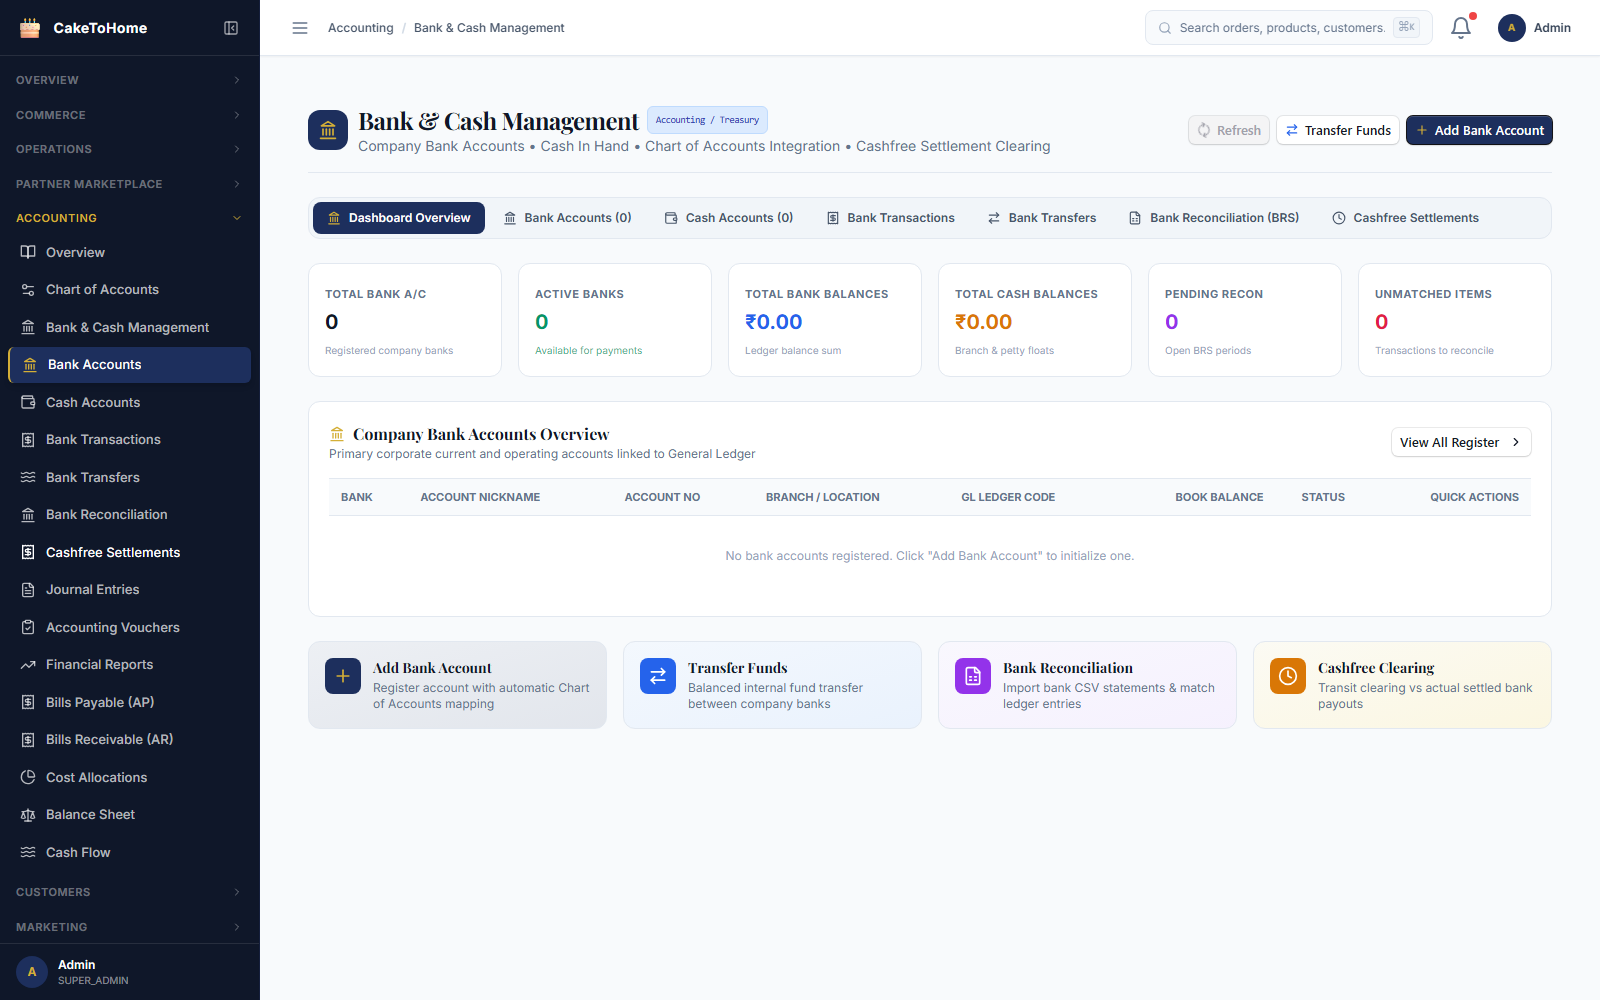 CakeToHome
OVERVIEW
COMMERCE
OPERATIONS
PARTNER MARKETPLACE
ACCOUNTING
Overview
Chart of Accounts
Bank & Cash Management
Bank Accounts
Cash Accounts
Bank Transactions
Bank Transfers
Bank Reconciliation
Cashfree Settlements
Journal Entries
Accounting Vouchers
Financial Reports
Bills Payable (AP)
Bills Receivable (AR)
Cost Allocations
Balance Sheet
Cash Flow
CUSTOMERS
MARKETING
A
Admin
SUPER_ADMIN
Accounting / Bank & Cash Management
Search orders, products, customers. ⌘K
A Admin
Bank & Cash Management
Accounting / Treasury
Company Bank Accounts • Cash In Hand • Chart of Accounts Integration • Cashfree Settlement Clearing
Refresh
Transfer Funds
+ Add Bank Account
Dashboard Overview
Bank Accounts (0)
Cash Accounts (0)
Bank Transactions
Bank Transfers
Bank Reconciliation (BRS)
Cashfree Settlements
TOTAL BANK A/C
0
Registered company banks
ACTIVE BANKS
0
Available for payments
TOTAL BANK BALANCES
₹0.00
Ledger balance sum
TOTAL CASH BALANCES
₹0.00
Branch & petty floats
PENDING RECON
0
Open BRS periods
UNMATCHED ITEMS
0
Transactions to reconcile
Company Bank Accounts Overview
Primary corporate current and operating accounts linked to General Ledger
View All Register
BANK ACCOUNT NICKNAME ACCOUNT NO BRANCH / LOCATION GL LEDGER CODE BOOK BALANCE STATUS QUICK ACTIONS
No bank accounts registered. Click "Add Bank Account" to initialize one.
Add Bank Account
Register account with automatic Chart
of Accounts mapping
Transfer Funds
Balanced internal fund transfer
between company banks
Bank Reconciliation
Import bank CSV statements & match
ledger entries
Cashfree Clearing
Transit clearing vs actual settled bank
payouts